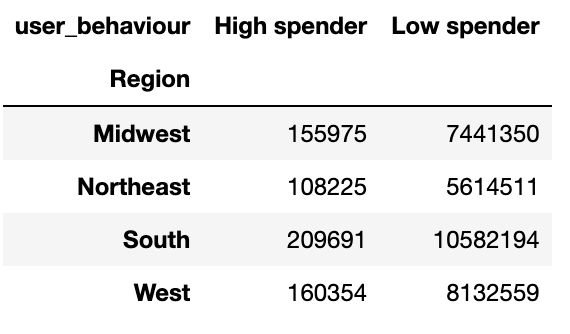 user_behaviour High spender Low spender
Region
Midwest 155975 7441350
Northeast 108225 5614511
South 209691 10582194
West 160354 8132559